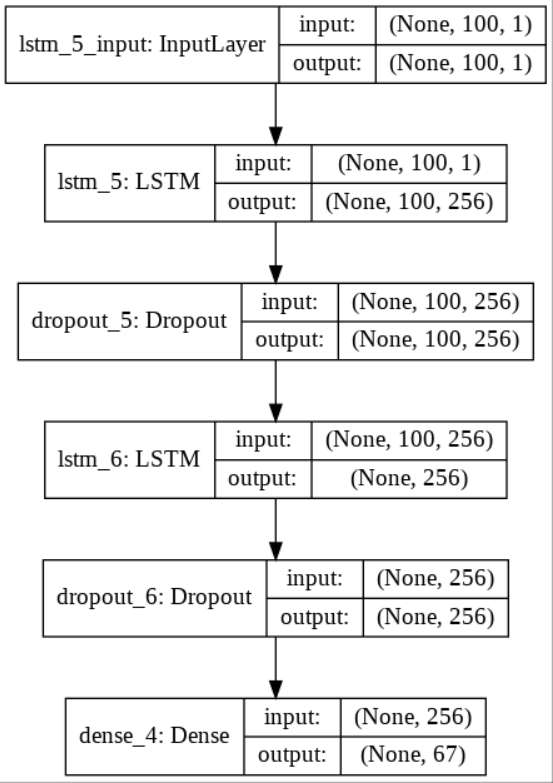 lstm_5_input: InputLayer
input: (None, 100, 1)
output: (None, 100, 1)
lstm_5: LSTM
input: (None, 100, 1)
output: (None, 100, 256)
dropout_5: Dropout
input: (None, 100, 256)
output: (None, 100, 256)
lstm_6: LSTM
input: (None, 100, 256)
output: (None, 256)
dropout_6: Dropout
input: (None, 256)
output: (None, 256)
dense_4: Dense
input: (None, 256)
output: (None, 67)